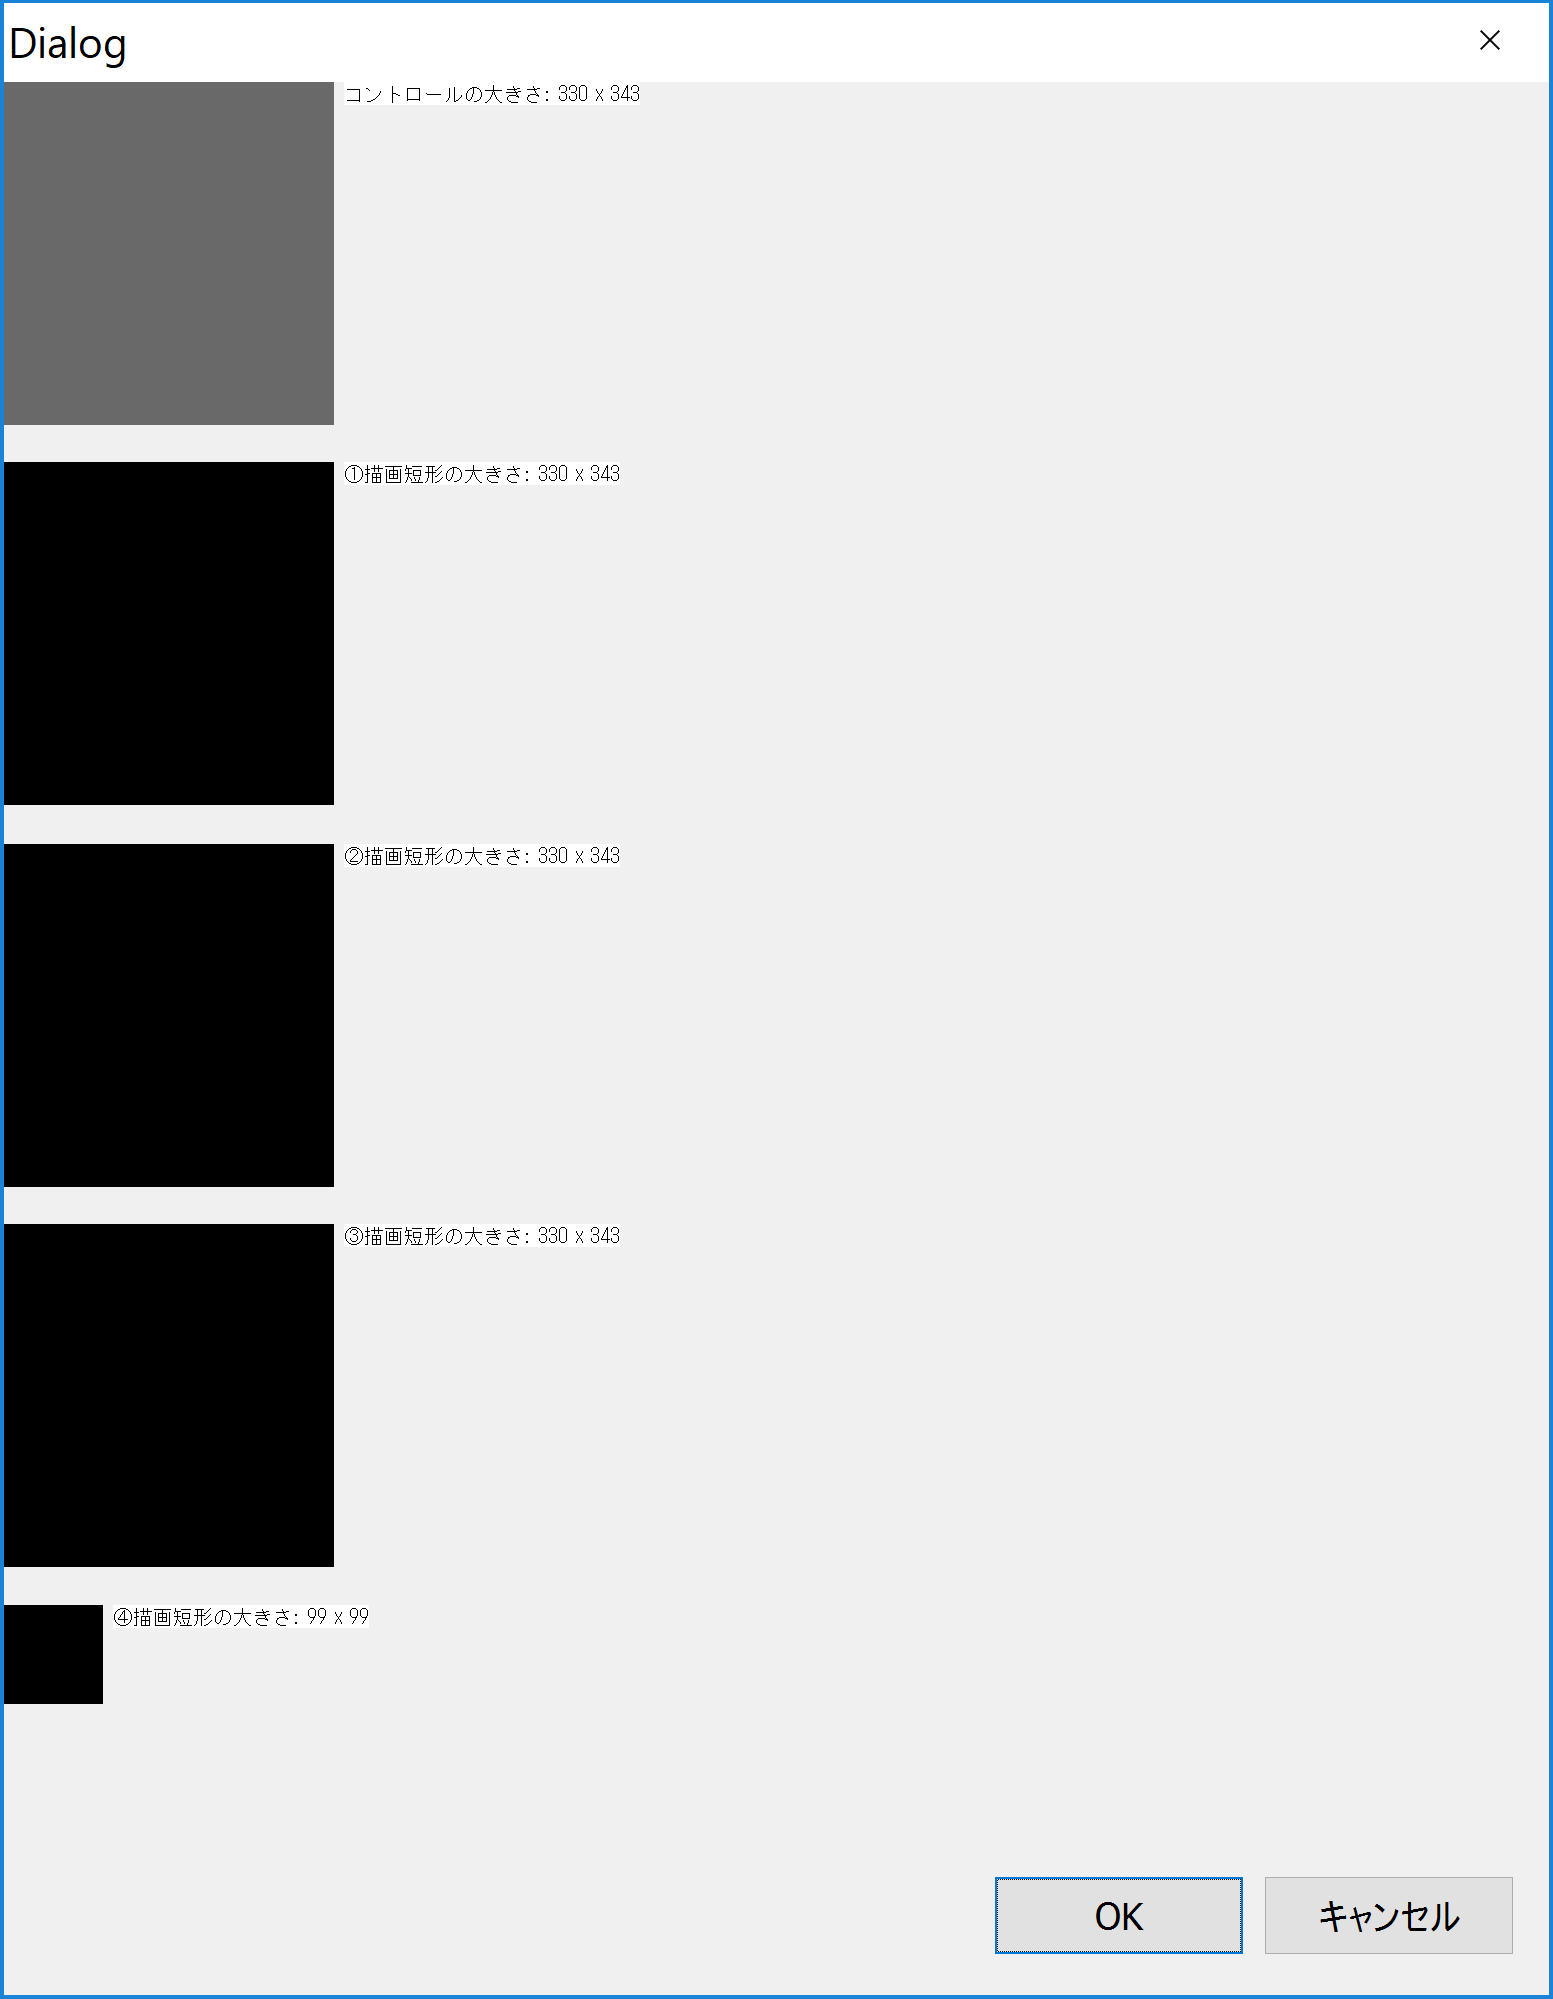 Dialog
コントロールの大きさ: 330 x 343
①描画短形の大きさ: 330 x 343
②描画短形の大きさ: 330 x 343
③描画短形の大きさ: 330 x 343
④描画短形の大きさ: 99 x 99
OK
キャンセル